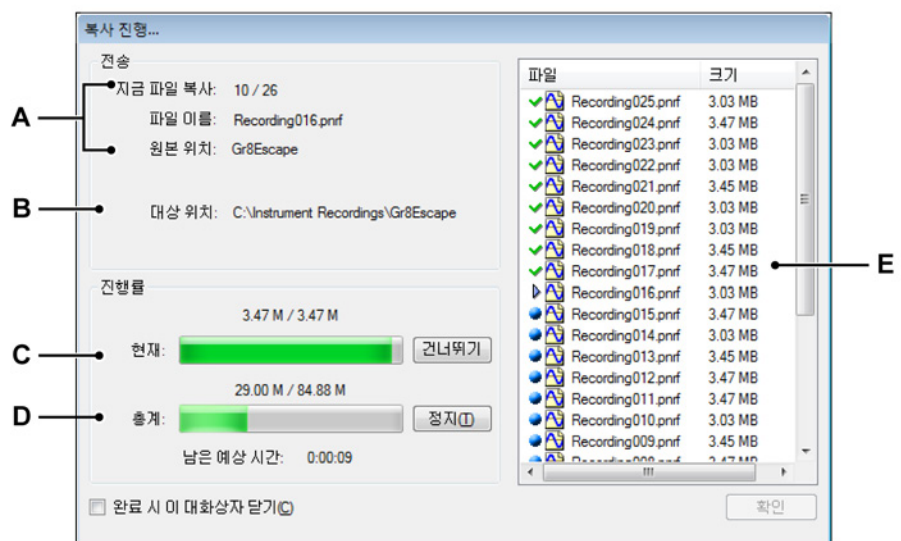 복사 진행...
전송
지금 파일 복사: 10 / 26
파일 이름: Recording016.pnrf
원본 위치: Gr8Escape
대상 위치: C:\Instrument Recordings\Gr8Escape
진행률
3.47 M / 3.47 M
현재:
건너뛰기
29.00 M / 84.88 M
총계:
정지(T)
남은 예상 시간: 0:00:09
완료 시 이 대화상자 닫기(C)
파일 크기
Recording025.pnrf 3.03 MB
Recording024.pnrf 3.47 MB
Recording023.pnrf 3.03 MB
Recording022.pnrf 3.03 MB
Recording021.pnrf 3.45 MB
Recording020.pnrf 3.03 MB
Recording019.pnrf 3.03 MB
Recording018.pnrf 3.45 MB
Recording017.pnrf 3.47 MB
Recording016.pnrf 3.03 MB
Recording015.pnrf 3.47 MB
Recording014.pnrf 3.03 MB
Recording013.pnrf 3.45 MB
Recording012.pnrf 3.47 MB
Recording011.pnrf 3.47 MB
Recording010.pnrf 3.03 MB
Recording009.pnrf 3.45 MB
Recording008.pnrf 3.47 MB
확인
A
B
C
D
E